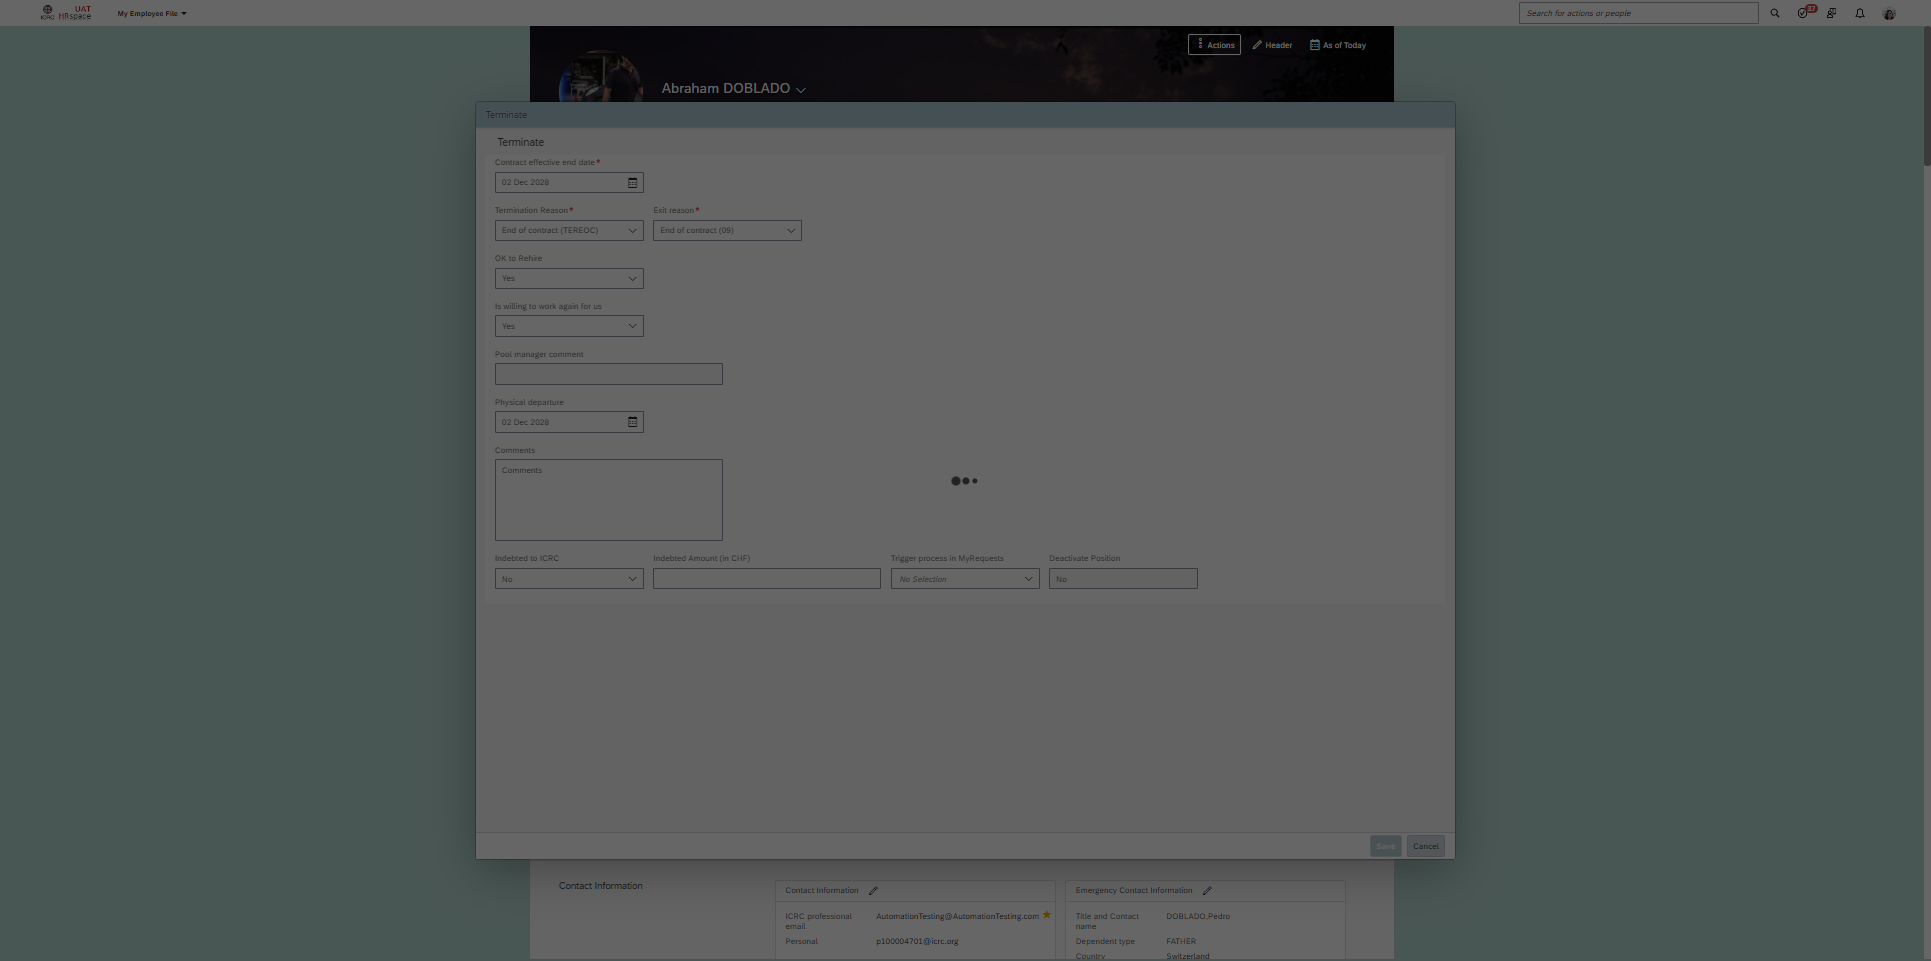 ICRC
UAT
HRspace
My Employee File
Search for actions or people
37
Actions
Header
As of Today
Abraham DOBLADO
Terminate
Terminate
Contract effective end date*
02 Dec 2028
Termination Reason* Exit reason*
End of contract (TEREOC) End of contract (09)
OK to Rehire
Yes
Is willing to work again for us
Yes
Pool manager comment
Physical departure
02 Dec 2028
Comments
Comments
Indebted to ICRC Indebted Amount (in CHF) Trigger process in MyRequests Deactivate Position
No No Selection No
Save Cancel
Contact Information
Contact Information
ICRC professional email AutomationTesting@AutomationTesting.com
Personal p100004701@icrc.org
Emergency Contact Information
Title and Contact name DOBLADO,Pedro
Dependent type FATHER
Country Switzerland